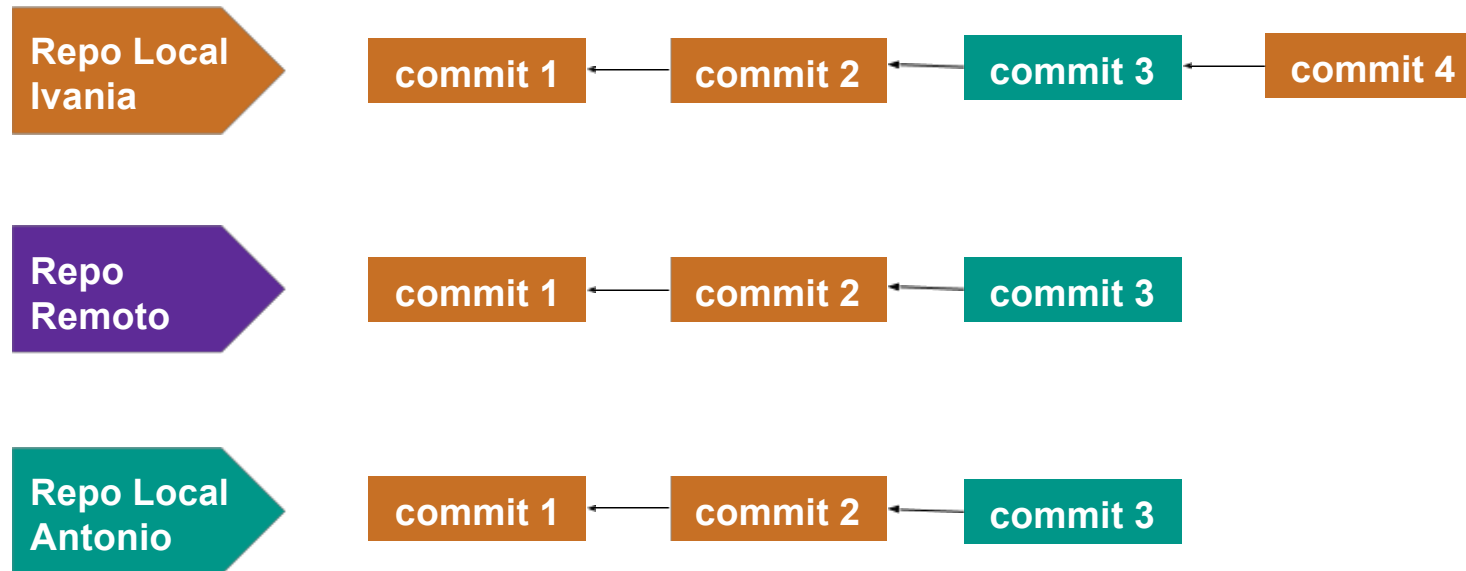 Repo Local
Ivania
commit 1
commit 2
commit 3
commit 4
Repo
Remoto
commit 1
commit 2
commit 3
Repo Local
Antonio
commit 1
commit 2
commit 3